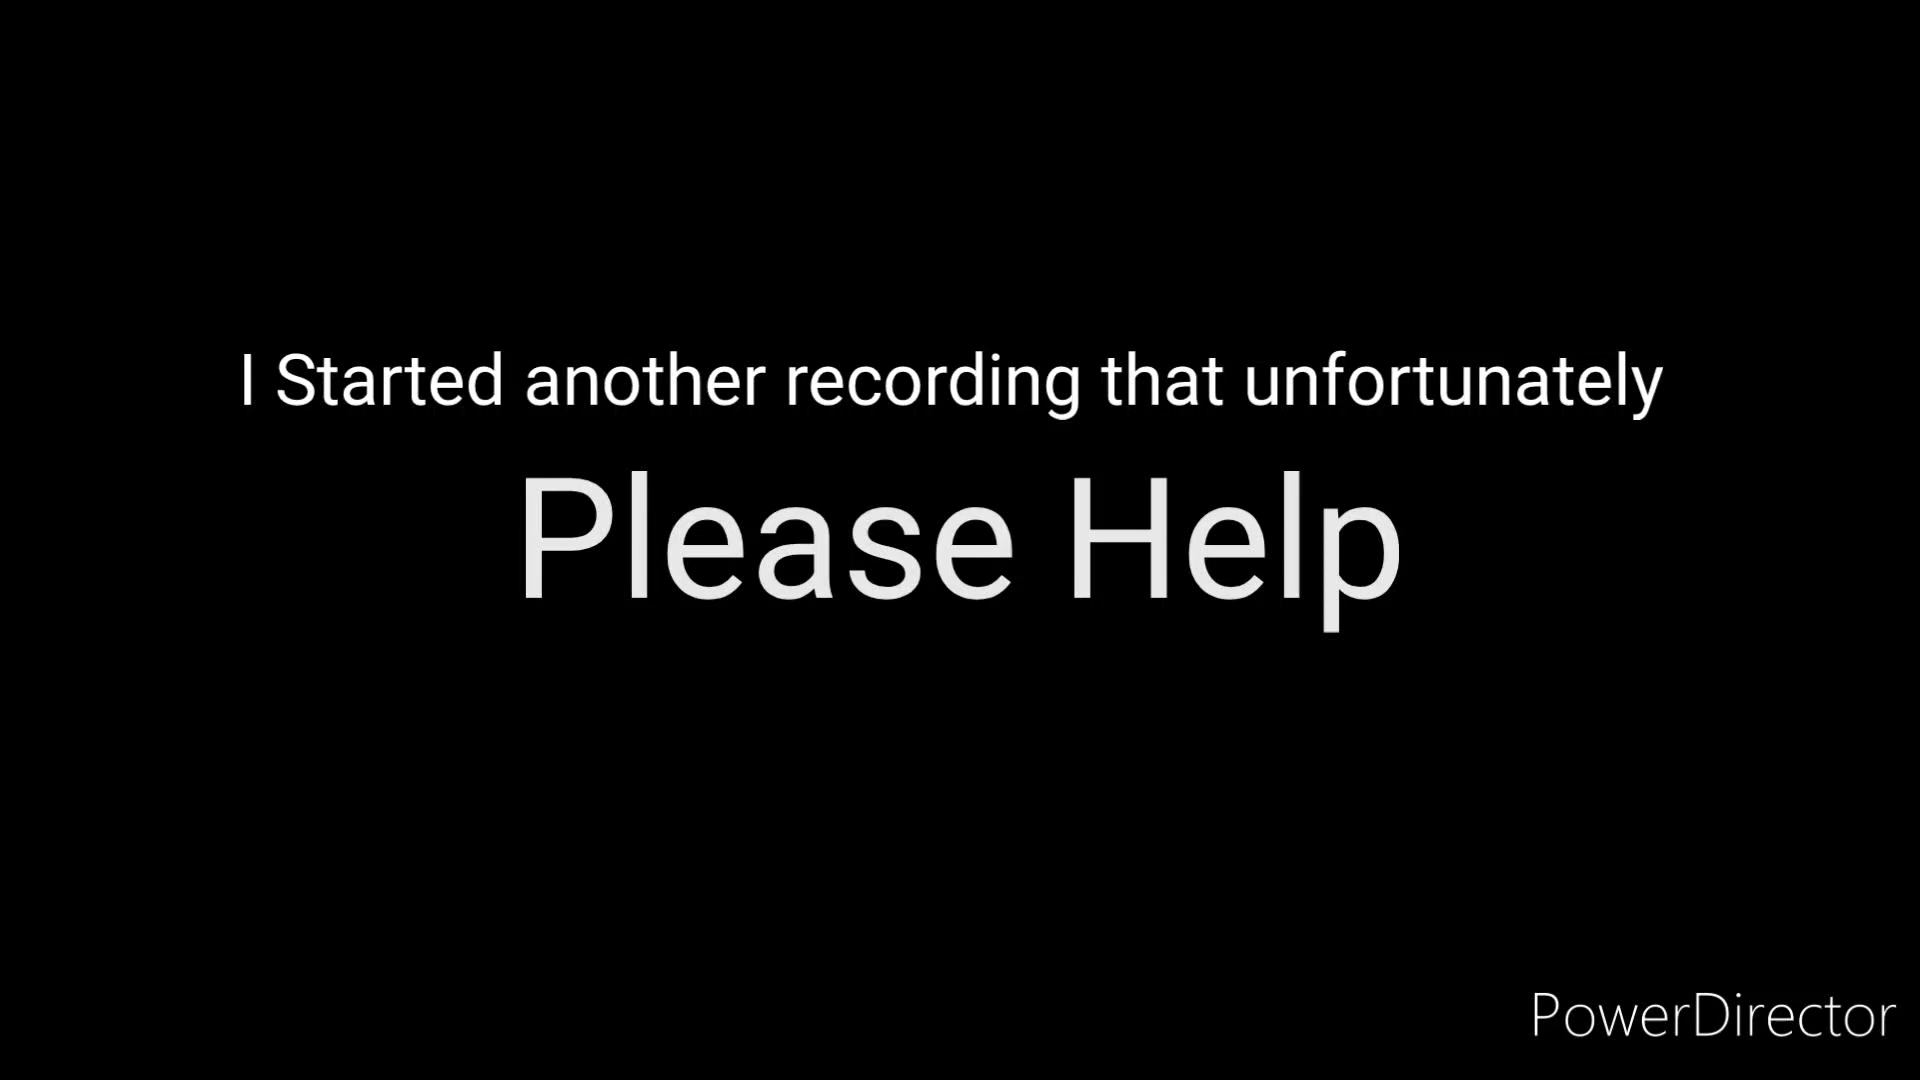 I Started another recording that unfortunately
Please Help
PowerDirector